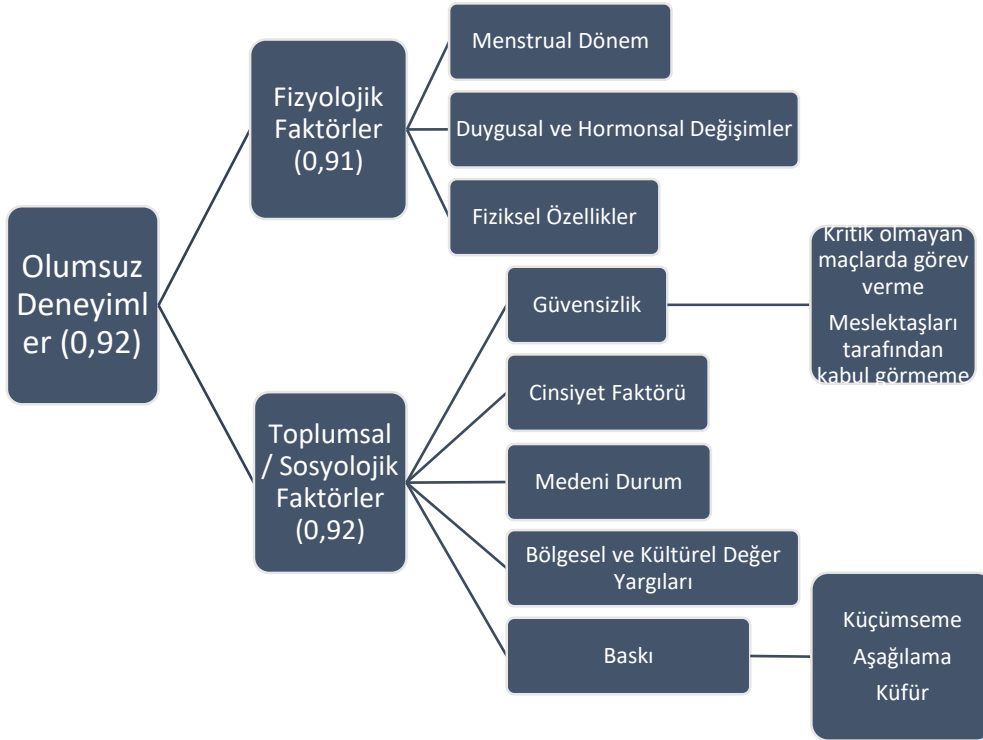 Olumsuz
Deneyiml
er (0,92)
Fizyolojik
Faktörler
(0,91)
Menstrual Dönem
Duygusal ve Hormonsal Değişimler
Fiziksel Özellikler
Toplumsal
/ Sosyolojik
Faktörler
(0,92)
Güvensizlik
Kritik olmayan
maçlarda görev
verme
Meslektaşları
tarafından
kabul görmeme
Cinsiyet Faktörü
Medeni Durum
Bölgesel ve Kültürel Değer
Yargıları
Baskı
Küçümseme
Aşağılama
Küfür